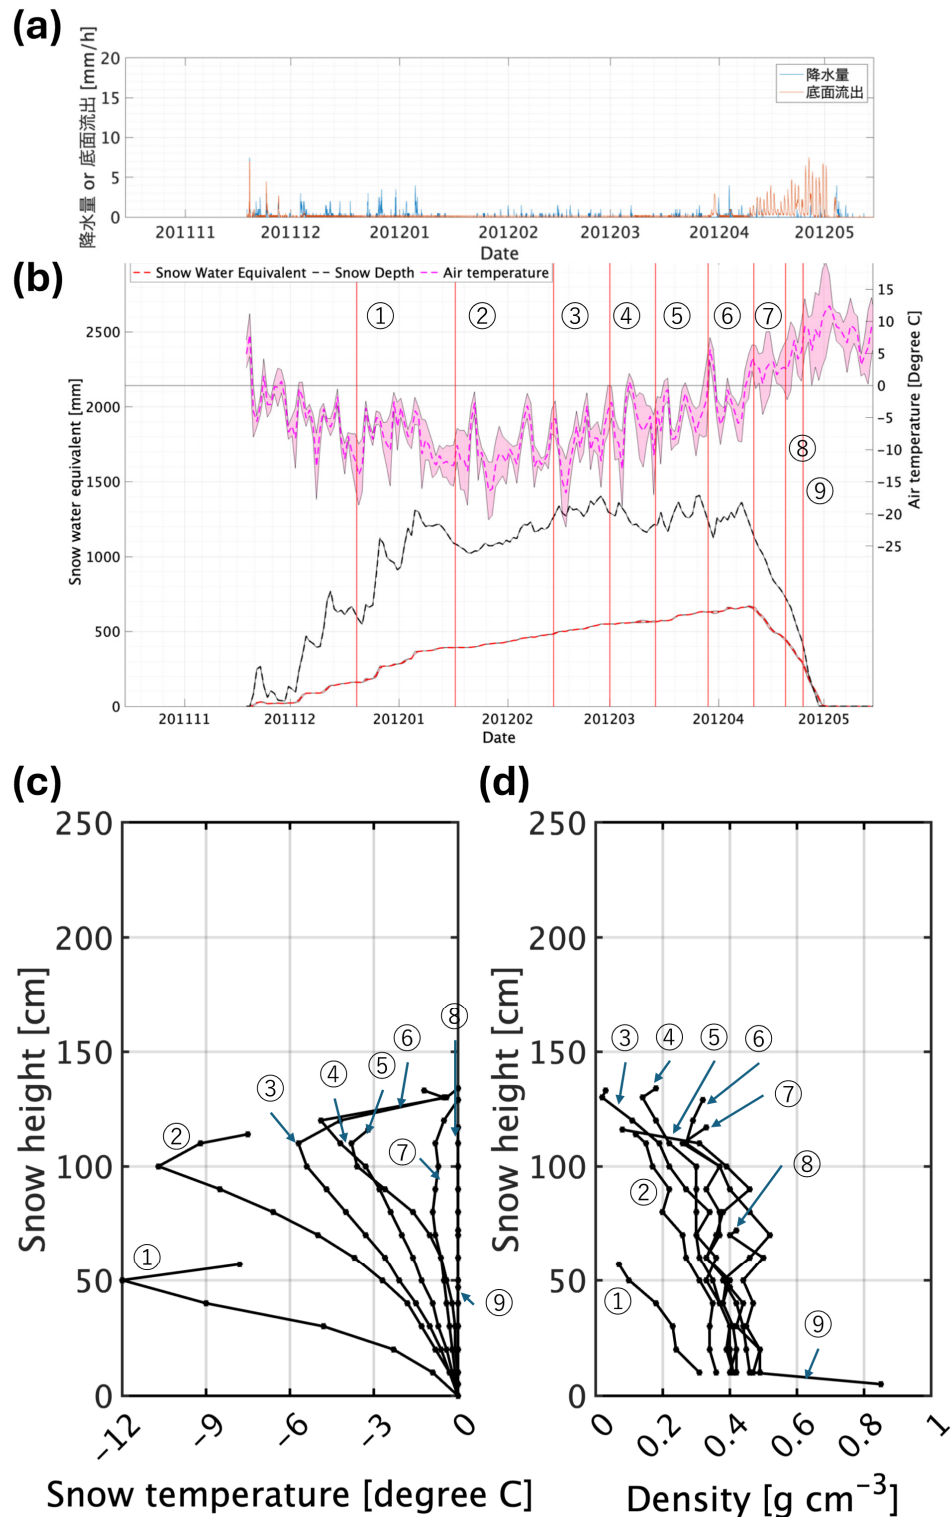 (a)
降水量 or 底面流出 [mm/h]
20
15
10
5
0
降水量
底面流出
201111 201112 201201 201202 201203 201204 201205
Date
(b)
Snow Water Equivalent Snow Depth Air temperature
Snow water equivalent [mm]
2500
2000
1500
1000
500
0
① ② ③ ④ ⑤ ⑥ ⑦
⑧
⑨
15
10
5
0
-5
-10
-15
-20
-25
Air temperature [Degree C]
201111 201112 201201 201202 201203 201204 201205
Date
(c)
Snow height [cm]
250
200
150
100
50
0
⑧
⑥
⑤
④
③
②
⑦
①
⑨
-12 -9 -6 -3 0
Snow temperature [degree C]
(d)
Snow height [cm]
250
200
150
100
50
0
③ ④ ⑤ ⑥
⑦
⑧
②
①
⑨
0 0.2 0.4 0.6 0.8 1
Density [g cm⁻³]